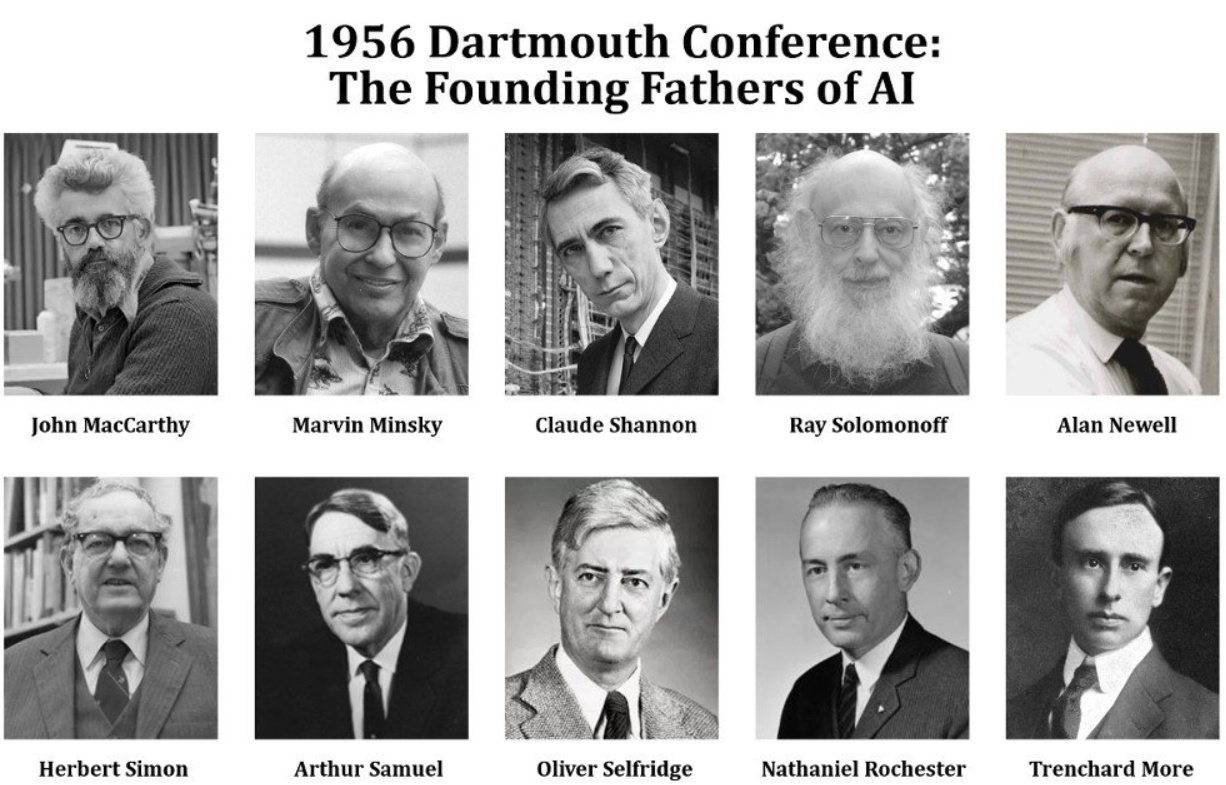 1956 Dartmouth Conference:
The Founding Fathers of AI
John MacCarthy
Marvin Minsky
Claude Shannon
Ray Solomonoff
Alan Newell
Herbert Simon
Arthur Samuel
Oliver Selfridge
Nathaniel Rochester
Trenchard More